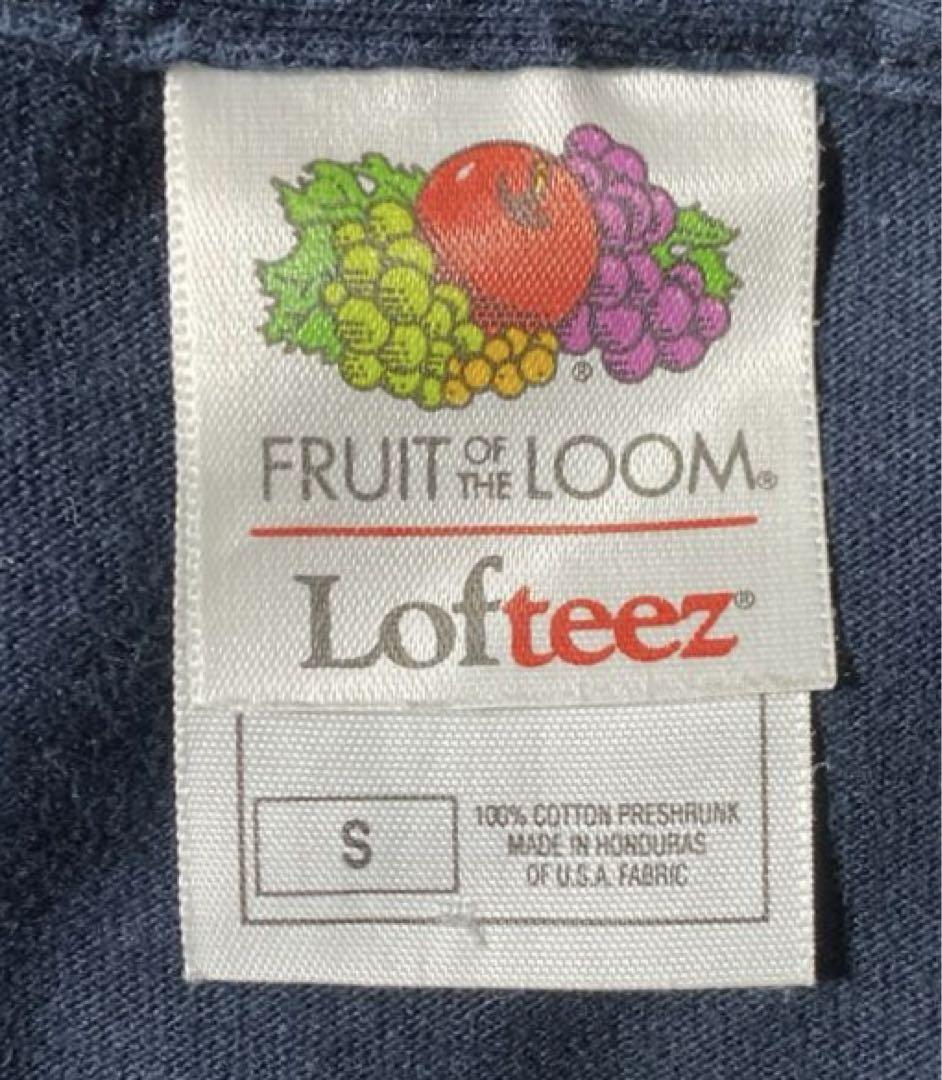 ®
FRUIT OF THE LOOM®
Lofteez®
S
100% COTTON PRESHRUNK
MADE IN HONDURAS
OF U.S.A. FABRIC